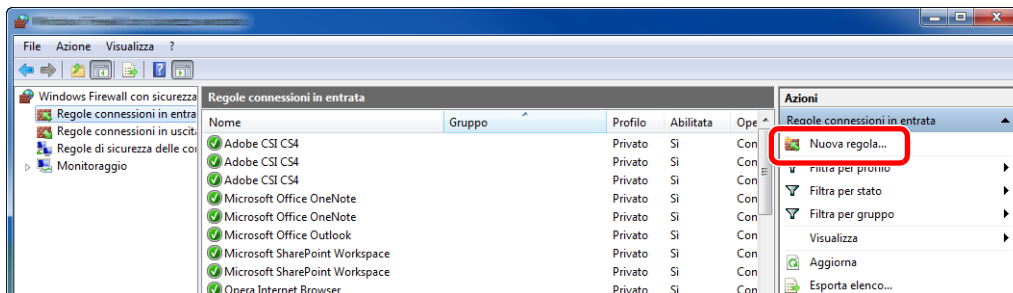 File Azione Visualizza ?
Windows Firewall con sicurezza
Regole connessioni in entra
Regole connessioni in uscit
Regole di sicurezza delle co
Monitoraggio
Regole connessioni in entrata
Nome Gruppo Profilo Abilitata Ope
Adobe CSI CS4 Privato Sì Con
Adobe CSI CS4 Privato Sì Con
Adobe CSI CS4 Privato Sì Con
Microsoft Office OneNote Privato Sì Con
Microsoft Office OneNote Privato Sì Con
Microsoft Office Outlook Privato Sì Con
Microsoft SharePoint Workspace Privato Sì Con
Microsoft SharePoint Workspace Privato Sì Con
Opera Internet Browser Privato Sì Con
Azioni
Regole connessioni in entrata
Nuova regola...
Filtra per profilo
Filtra per stato
Filtra per gruppo
Visualizza
Aggiorna
Esporta elenco...